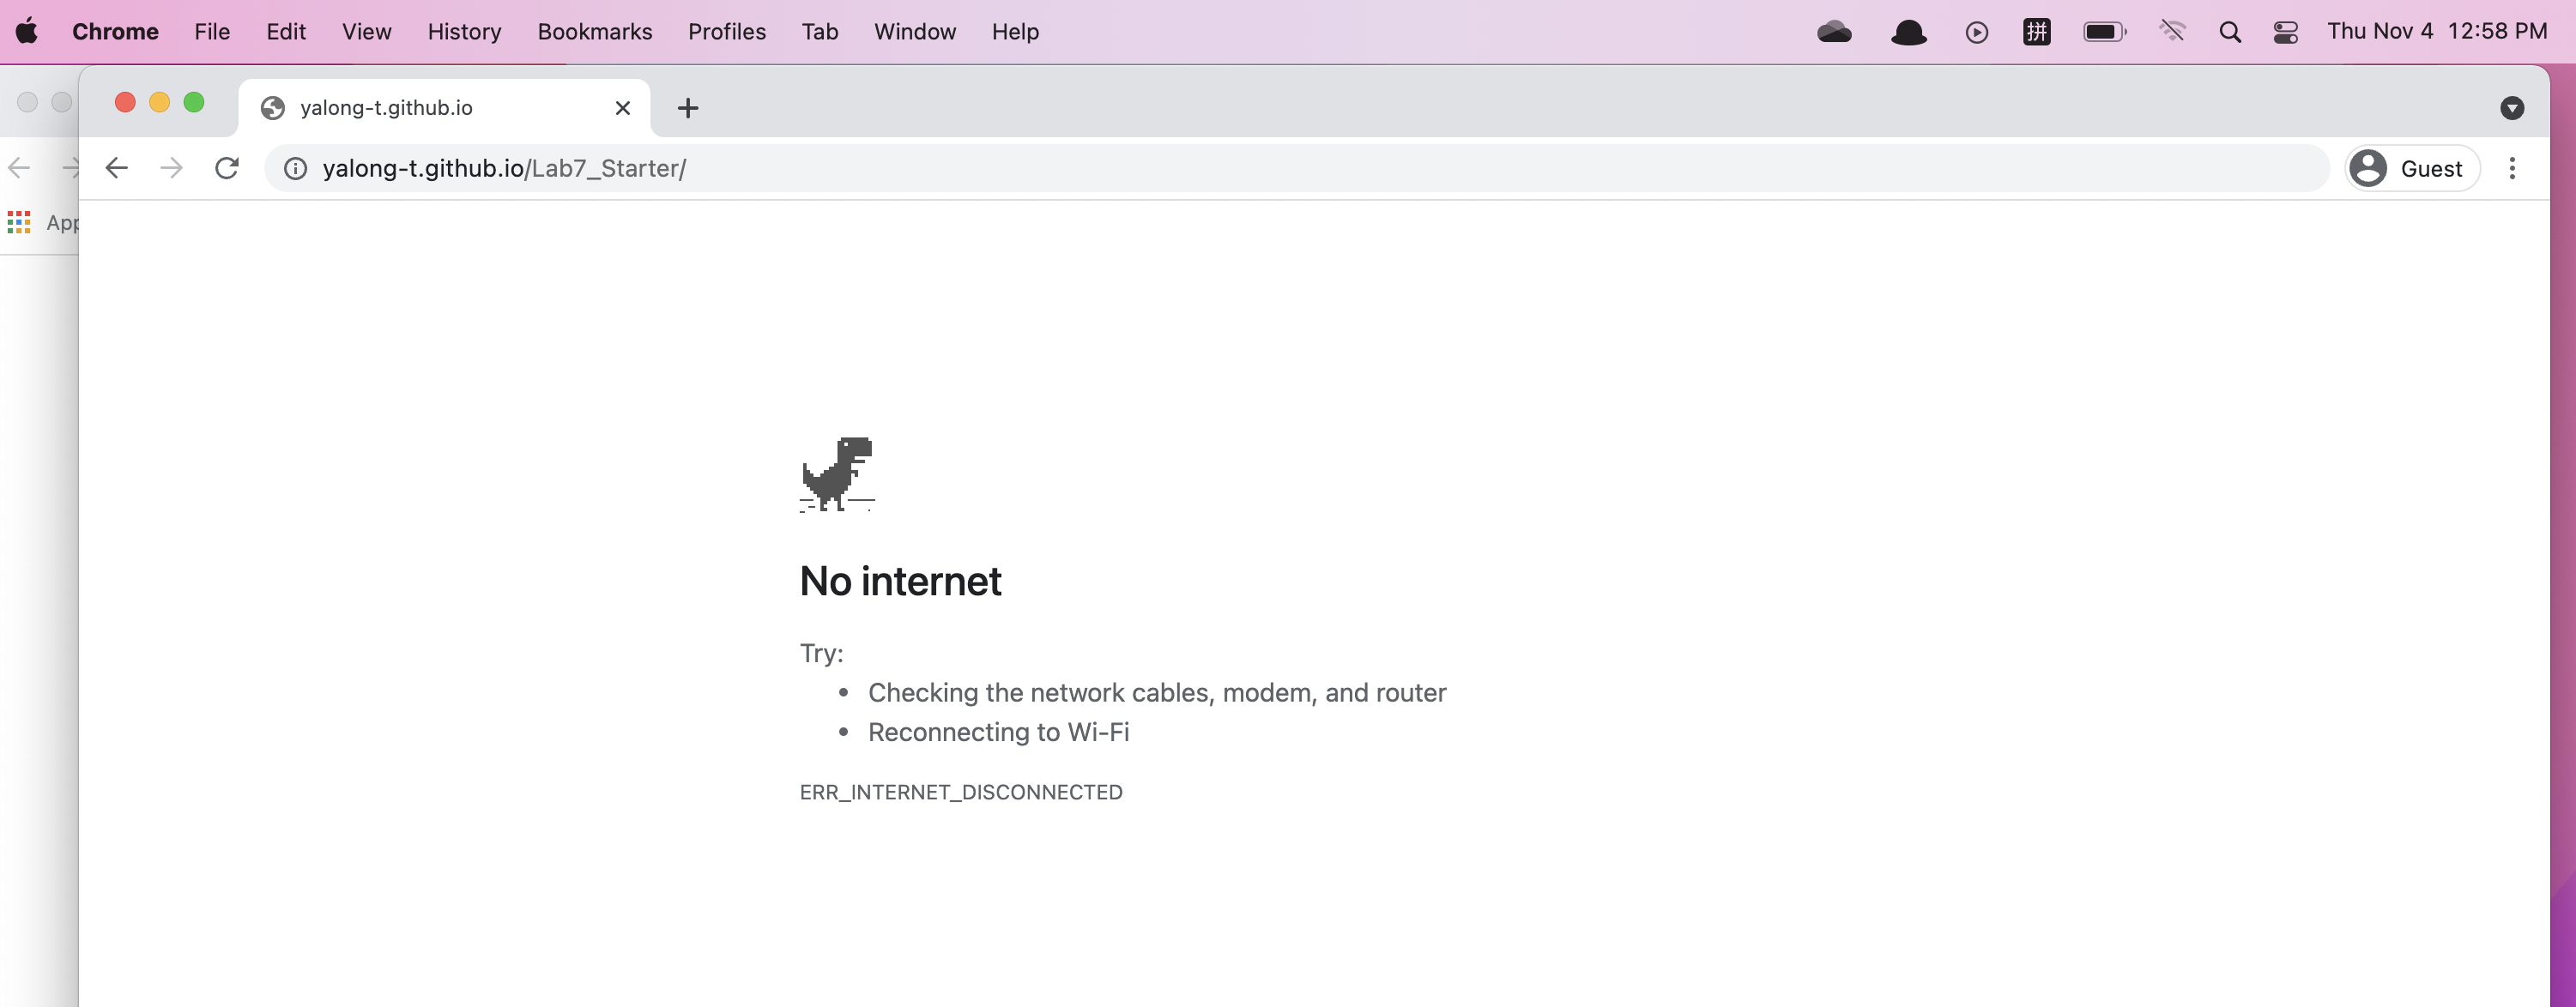 Chrome File Edit View History Bookmarks Profiles Tab Window Help 拼 Thu Nov 4 12:58 PM
yalong-t.github.io
yalong-t.github.io/Lab7_Starter/ Guest
App
No internet
Try:
• Checking the network cables, modem, and router
• Reconnecting to Wi-Fi
ERR_INTERNET_DISCONNECTED